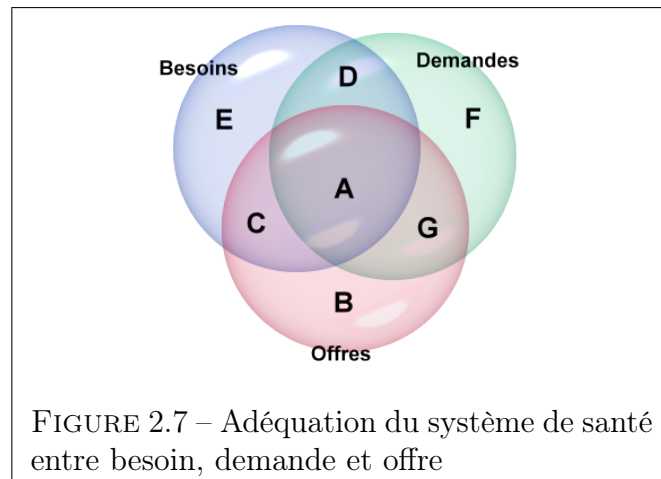 Besoins
Demandes
D
E
F
A
C
G
B
Offres
FIGURE 2.7 – Adéquation du système de santé
entre besoin, demande et offre